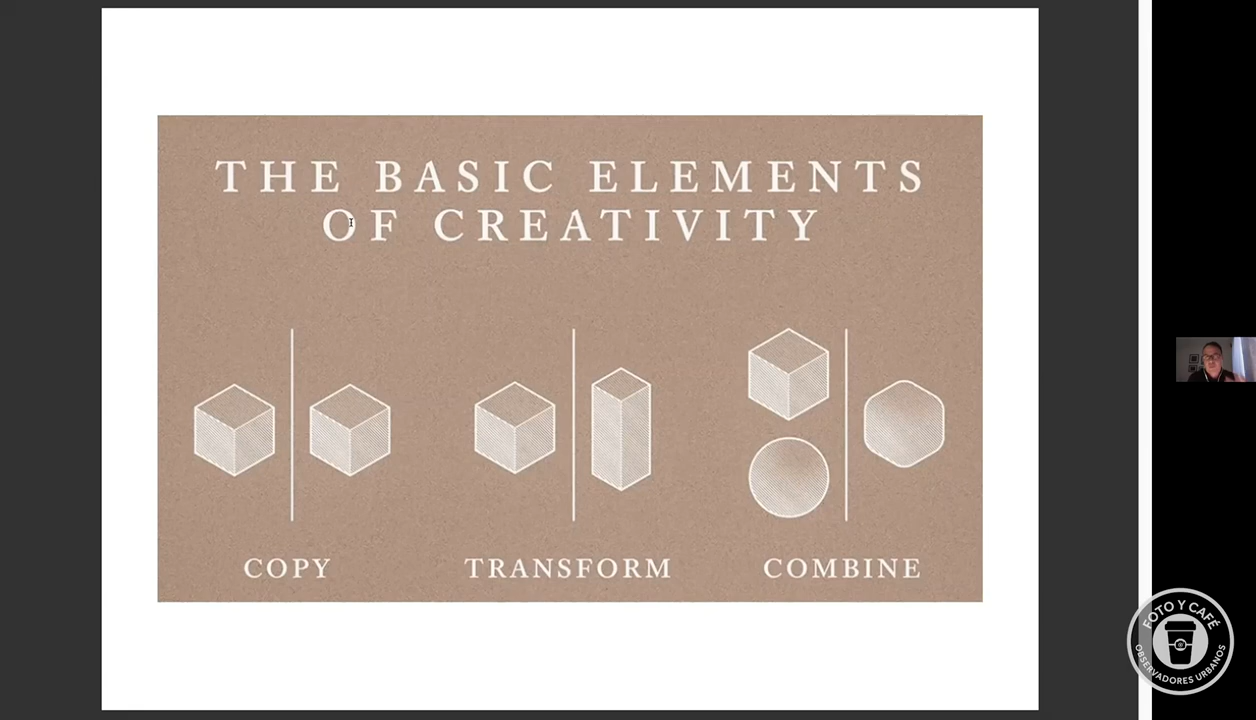 THE BASIC ELEMENTS
OF CREATIVITY
COPY
TRANSFORM
COMBINE
FOTO Y CAFÉ
OBSERVADORES URBANOS